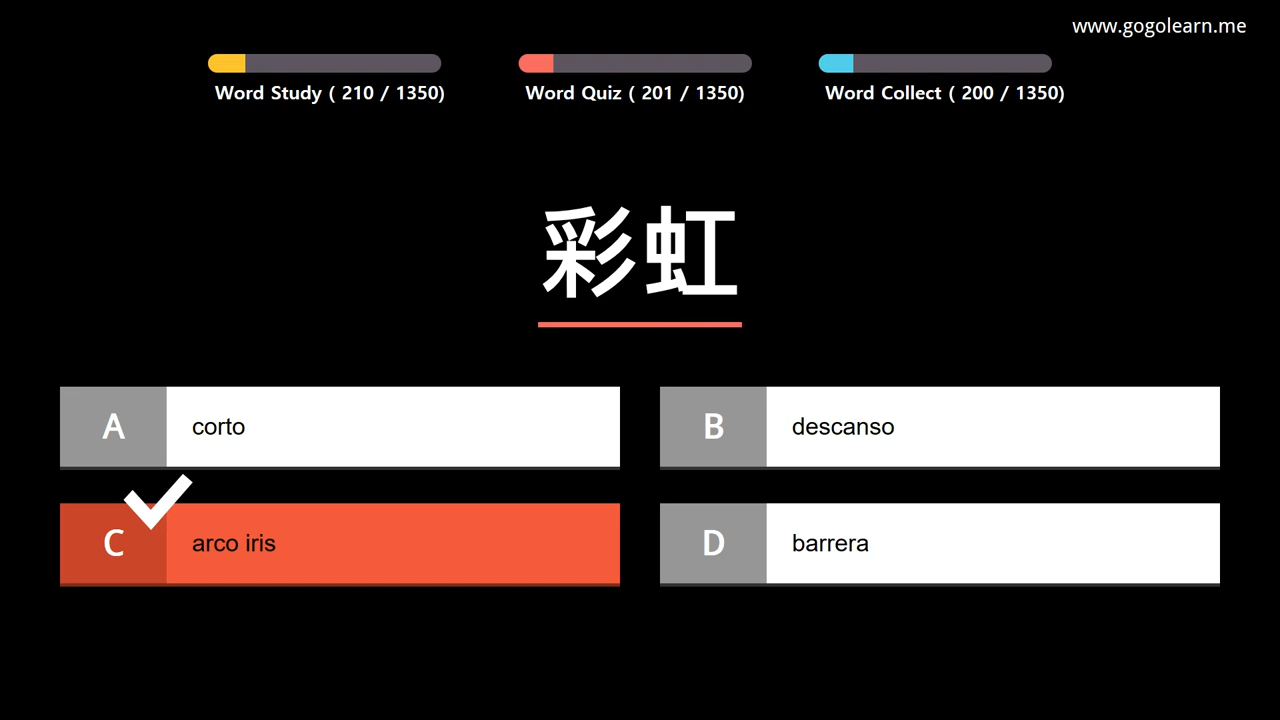 www.gogolearn.me
Word Study ( 210 / 1350)
Word Quiz ( 201 / 1350)
Word Collect ( 200 / 1350)
彩虹
A corto
B descanso
C arco iris
D barrera